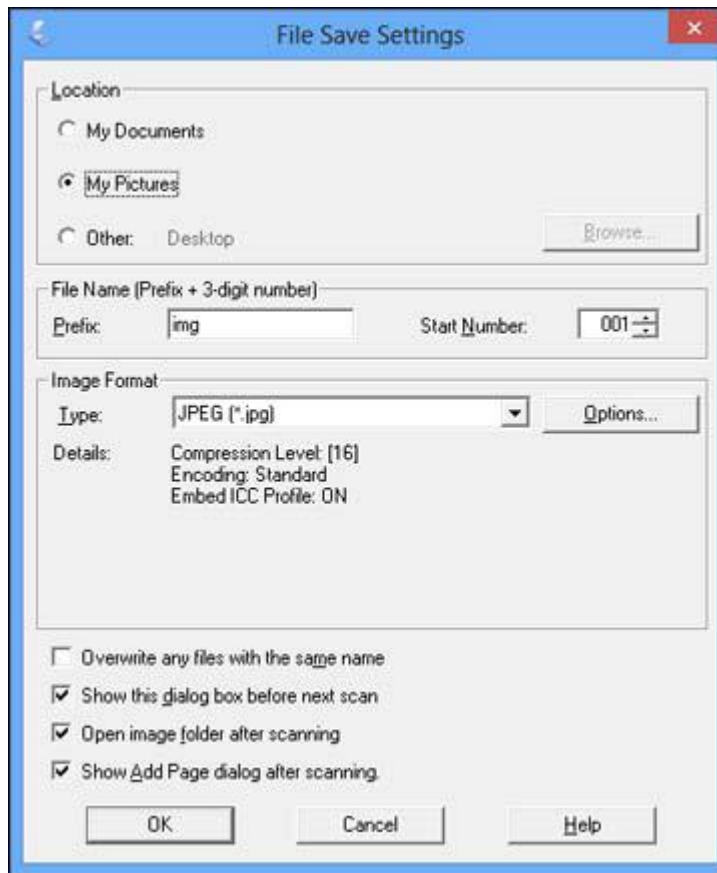 File Save Settings
Location
My Documents
My Pictures
Other: Desktop Browse...
File Name (Prefix + 3-digit number)
Prefix: img Start Number: 001
Image Format
Type: JPEG (*.jpg) Options...
Details: Compression Level: [16]
Encoding: Standard
Embed ICC Profile: ON
Overwrite any files with the same name
Show this dialog box before next scan
Open image folder after scanning
Show Add Page dialog after scanning.
OK Cancel Help